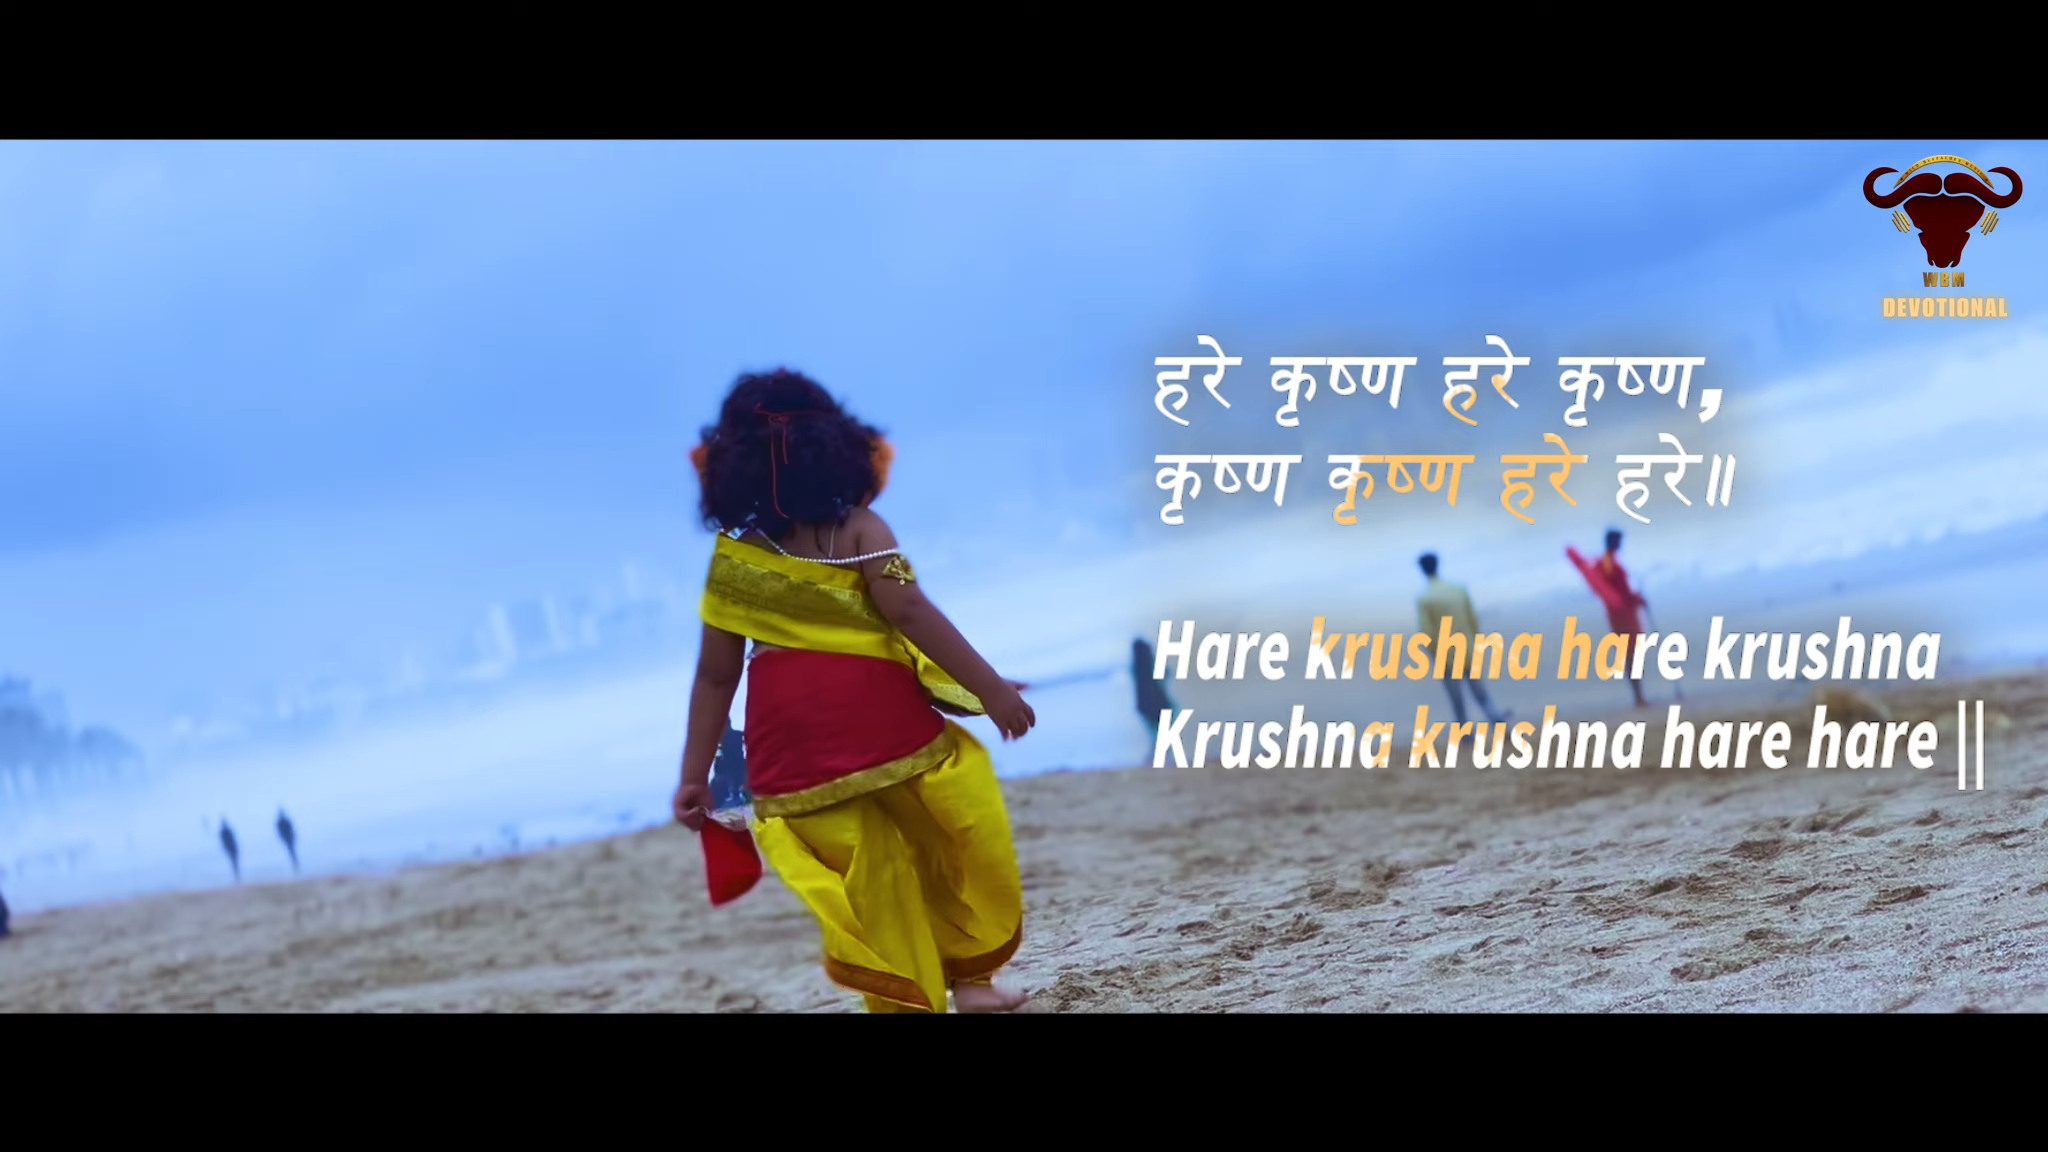 WBM
DEVOTIONAL
हरे कृष्ण हरे कृष्ण,
कृष्ण कृष्ण हरे हरे॥
Hare krushna hare krushna
Krushna krushna hare hare ||